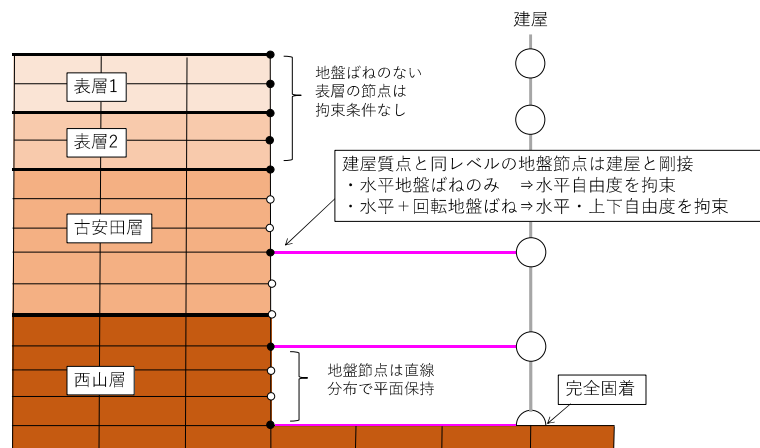 建屋
表層1
地盤ばねのない
表層の節点は
拘束条件なし
表層2
建屋質点と同レベルの地盤節点は建屋と剛接
・水平地盤ばねのみ ⇒水平自由度を拘束
・水平＋回転地盤ばね⇒水平・上下自由度を拘束
古安田層
地盤節点は直線
分布で平面保持
西山層
完全固着